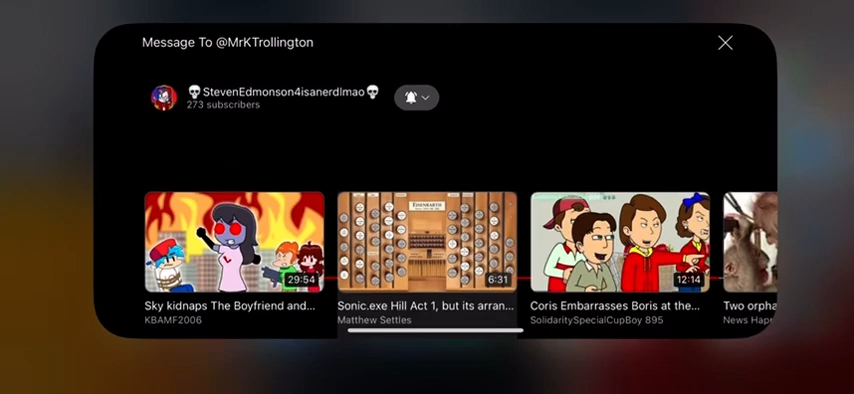 Message To @MrKTrollington
💀StevenEdmonson4isanerdlmao💀
273 subscribers
EISENBARTH
L
29:54
6:31
12:14
Sky kidnaps The Boyfriend and...
Sonic.exe Hill Act 1, but its arran...
Coris Embarrasses Boris at the...
Two orpha
KBAMF2006
Matthew Settles
SolidaritySpecialCupBoy 895
News Hap